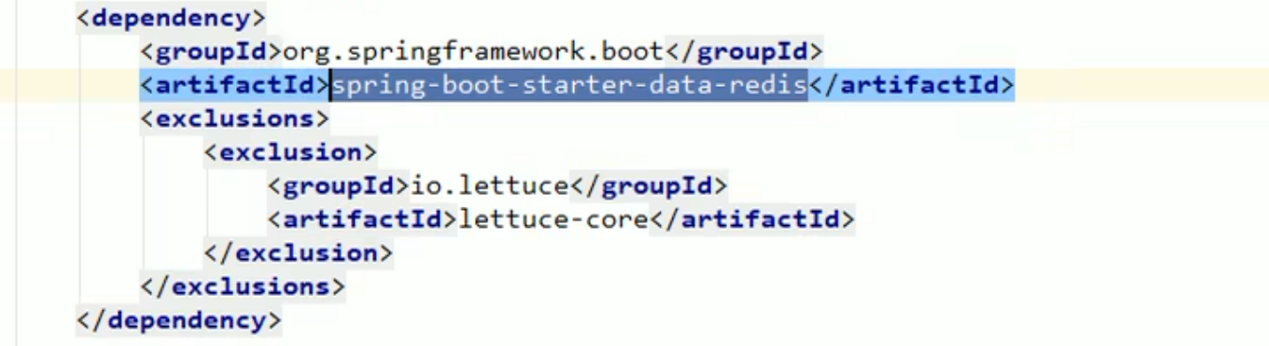 <dependency>
<groupId>org.springframework.boot</groupId>
<artifactId>spring-boot-starter-data-redis</artifactId>
<exclusions>
<exclusion>
<groupId>io.lettuce</groupId>
<artifactId>lettuce-core</artifactId>
</exclusion>
</exclusions>
</dependency>